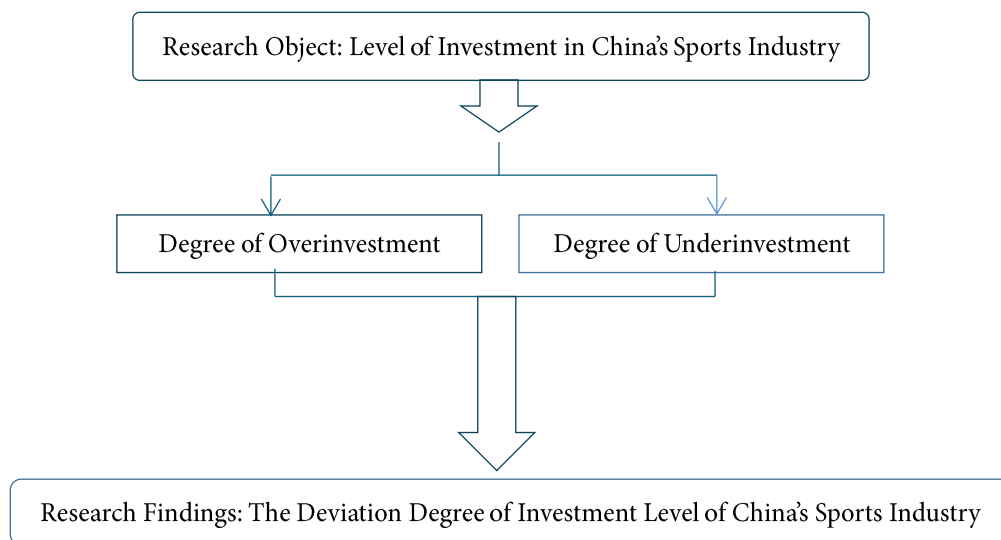 Research Object: Level of Investment in China’s Sports Industry
Degree of Overinvestment
Degree of Underinvestment
Research Findings: The Deviation Degree of Investment Level of China’s Sports Industry